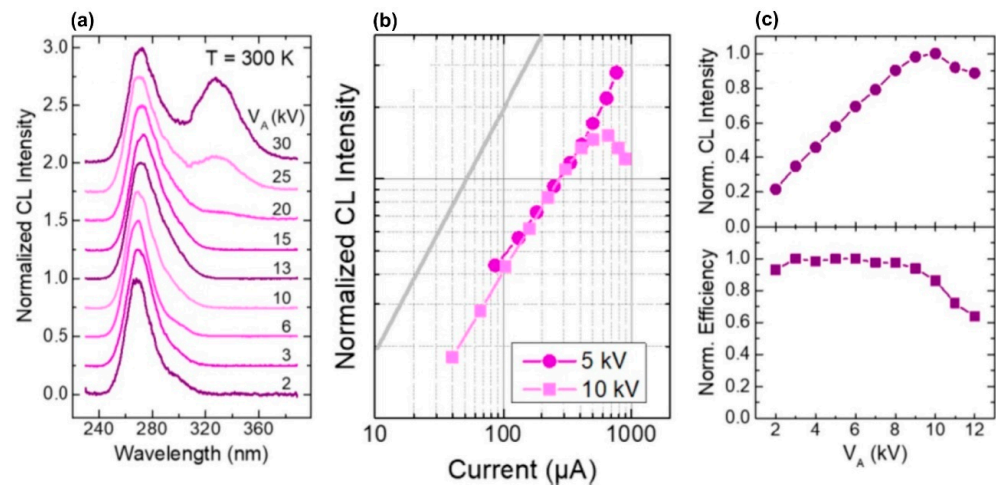 (a)
Normalized CL Intensity
3.0
2.5
2.0
1.5
1.0
0.5
0.0
T = 300 K
V_A (kV)
30
25
20
15
13
10
6
3
2
240 280 320 360
Wavelength (nm)
(b)
Normalized CL Intensity
5 kV
10 kV
10 100 1000
Current (µA)
(c)
Norm. CL Intensity
1.0
0.8
0.6
0.4
0.2
0.0
Norm. Efficiency
1.0
0.8
0.6
0.4
0.2
0.0
2 4 6 8 10 12
V_A (kV)